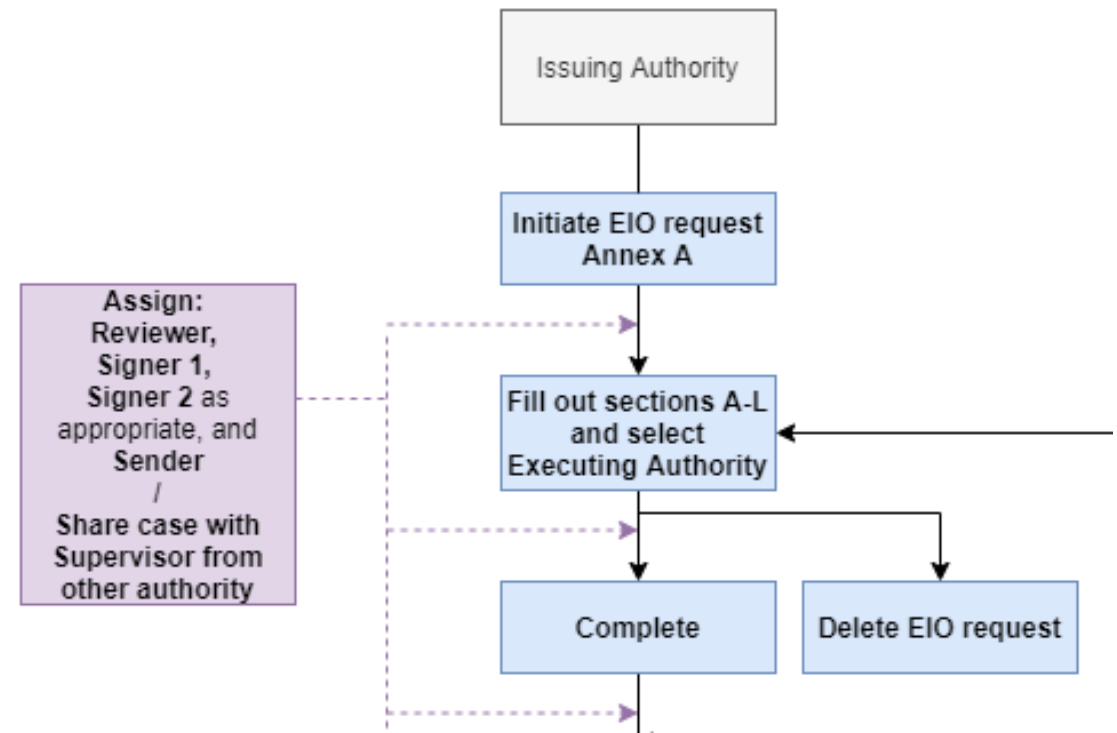 Issuing Authority
Initiate EIO request
Annex A
Assign:
Reviewer,
Signer 1,
Signer 2 as
appropriate, and
Sender
/
Share case with
Supervisor from
other authority
Fill out sections A-L
and select
Executing Authority
Complete
Delete EIO request